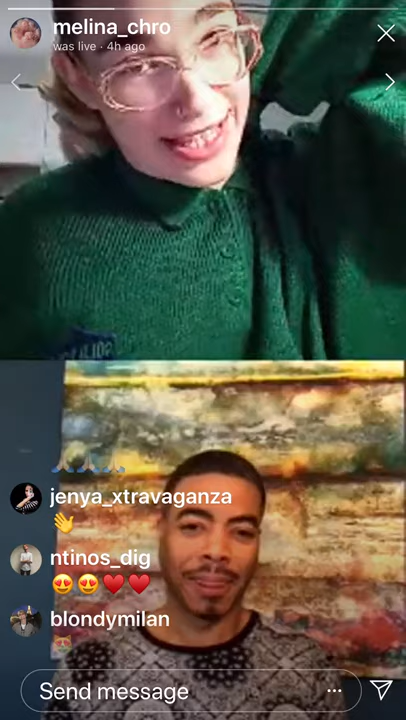 melina_chro
was live · 4h ago
jenya_xtravaganza
ntinos_dig
blondymilan
Send message